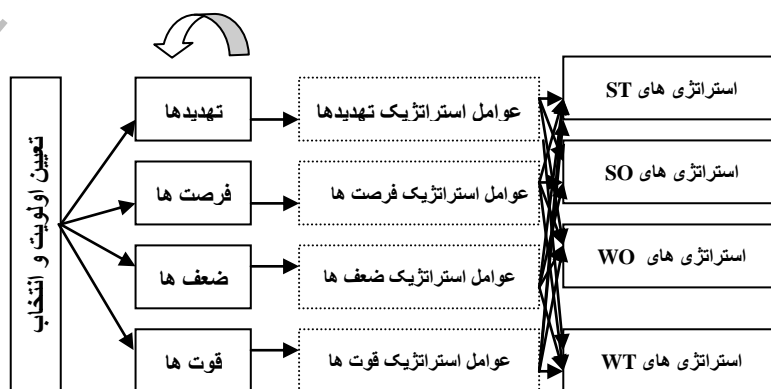 تعیین اولویت و انتخاب
تهدیدها
فرصت ها
ضعف ها
قوت ها
عوامل استراتژیک تهدیدها
عوامل استراتژیک فرصت ها
عوامل استراتژیک ضعف ها
عوامل استراتژیک قوت ها
استراتژی های ST
استراتژی های SO
استراتژی های WO
استراتژی های WT